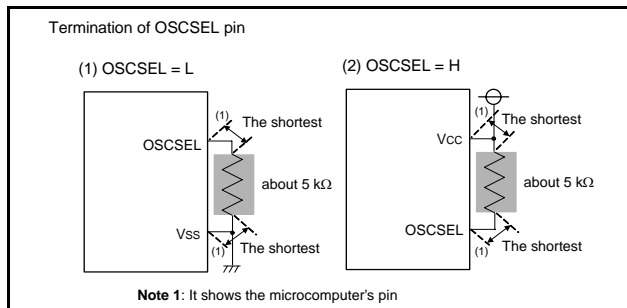 Termination of OSCSEL pin
(1) OSCSEL = L
(1)
The shortest
OSCSEL
about 5 kΩ
Vss
(1)
The shortest
(2) OSCSEL = H
(1)
The shortest
Vcc
about 5 kΩ
OSCSEL
(1)
The shortest
Note 1: It shows the microcomputer's pin